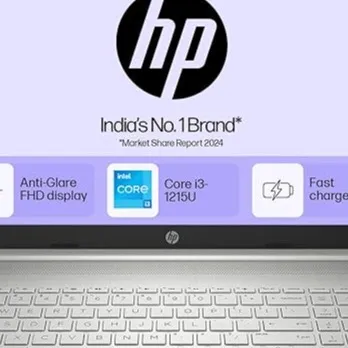 hp
India's No. 1 Brand*
*Market Share Report 2024
Anti-Glare
FHD display
intel
CORE
i3
Core i3-
1215U
Fast
charge
hp